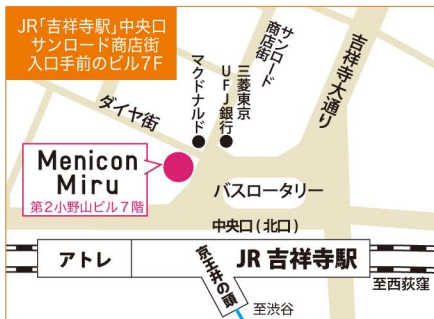 JR「吉祥寺駅」中央口
サンロード商店街
入口手前のビル7F
サンロード
商店街
吉祥寺大通り
三菱東京
UFJ銀行
マクドナルド
ダイヤ街
Menicon
Miru
第2小野山ビル7階
バスロータリー
中央口(北口)
アトレ
京王井の頭
JR 吉祥寺駅
至西荻窪
至渋谷